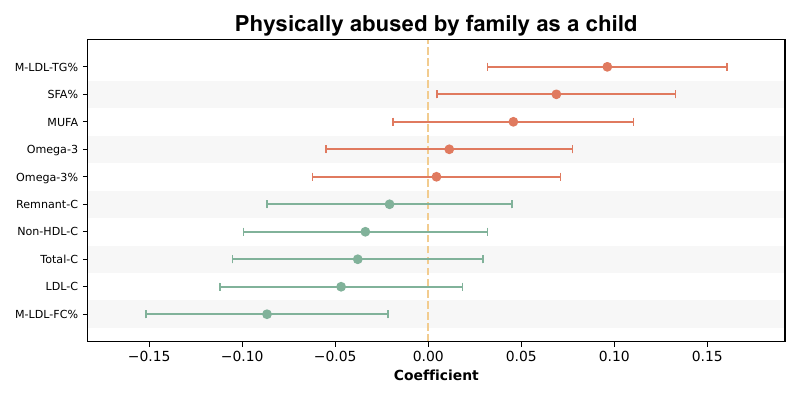 Physically abused by family as a child
M-LDL-TG%
SFA%
MUFA
Omega-3
Omega-3%
Remnant-C
Non-HDL-C
Total-C
LDL-C
M-LDL-FC%
−0.15 −0.10 −0.05 0.00 0.05 0.10 0.15
Coefficient